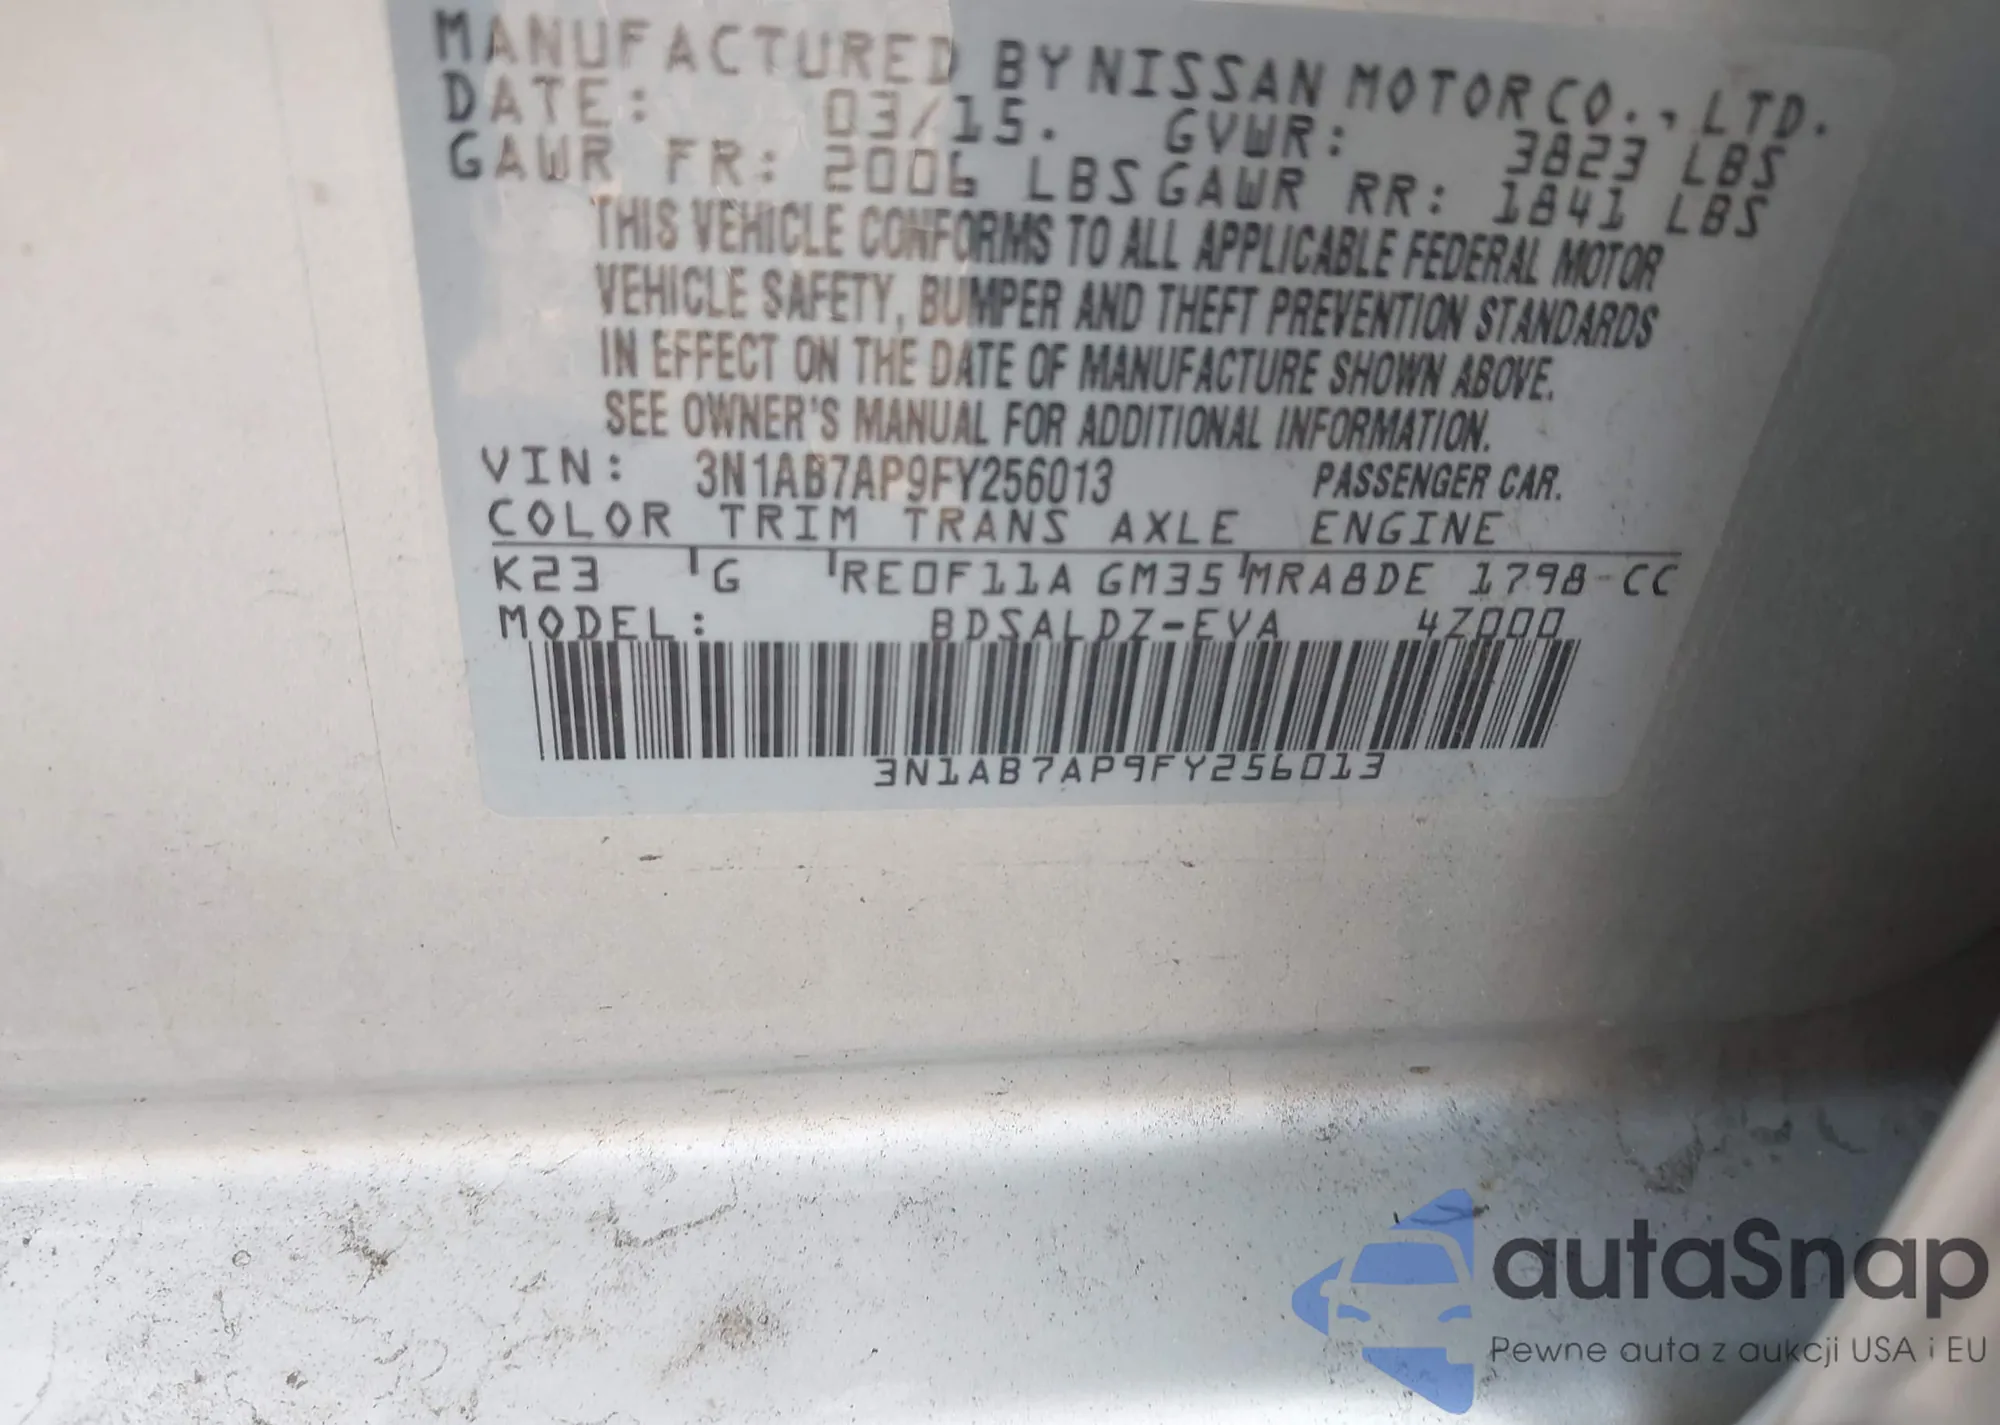 MANUFACTURED BY NISSAN MOTOR CO., LTD.
DATE: 03/15. GVWR: 3823 LBS
GAWR FR: 2006 LBS GAWR RR: 1841 LBS
THIS VEHICLE CONFORMS TO ALL APPLICABLE FEDERAL MOTOR
VEHICLE SAFETY, BUMPER AND THEFT PREVENTION STANDARDS
IN EFFECT ON THE DATE OF MANUFACTURE SHOWN ABOVE.
SEE OWNER'S MANUAL FOR ADDITIONAL INFORMATION.
VIN: 3N1AB7AP9FY256013 PASSENGER CAR.
COLOR TRIM TRANS AXLE ENGINE
K23 G RE0F11A GM35 MRA8DE 1798-CC
MODEL: BDSALDZ-EVA 4Z000
3N1AB7AP9FY256013
autaSnap
Pewne auta z aukcji USA i EU